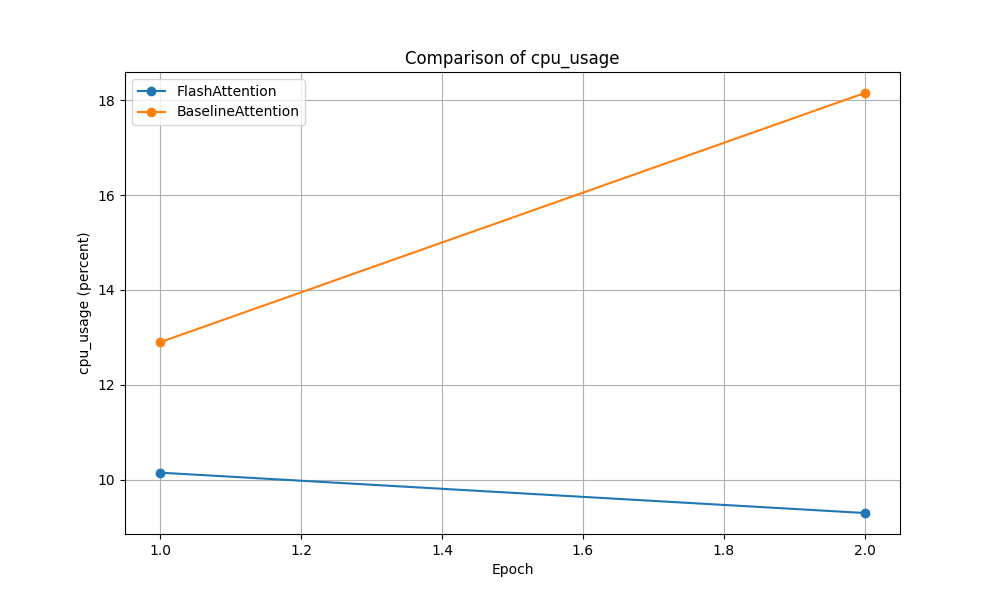 Comparison of cpu_usage
FlashAttention
BaselineAttention
cpu_usage (percent)
18
16
14
12
10
1.0 1.2 1.4 1.6 1.8 2.0
Epoch